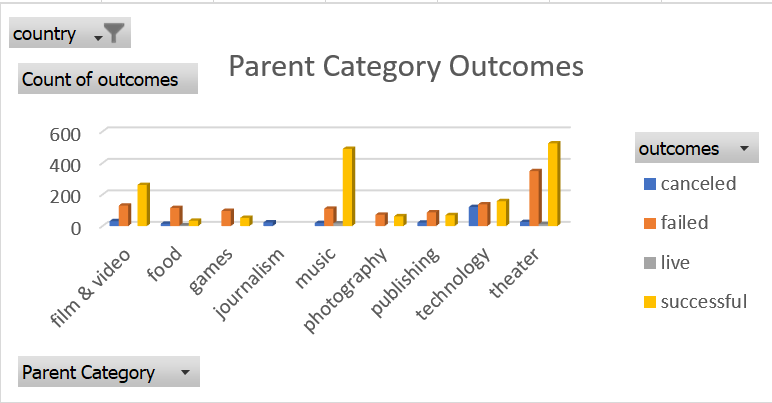 country
Count of outcomes
Parent Category Outcomes
600
400
200
0
film & video
food
games
journalism
music
photography
publishing
technology
theater
outcomes
canceled
failed
live
successful
Parent Category